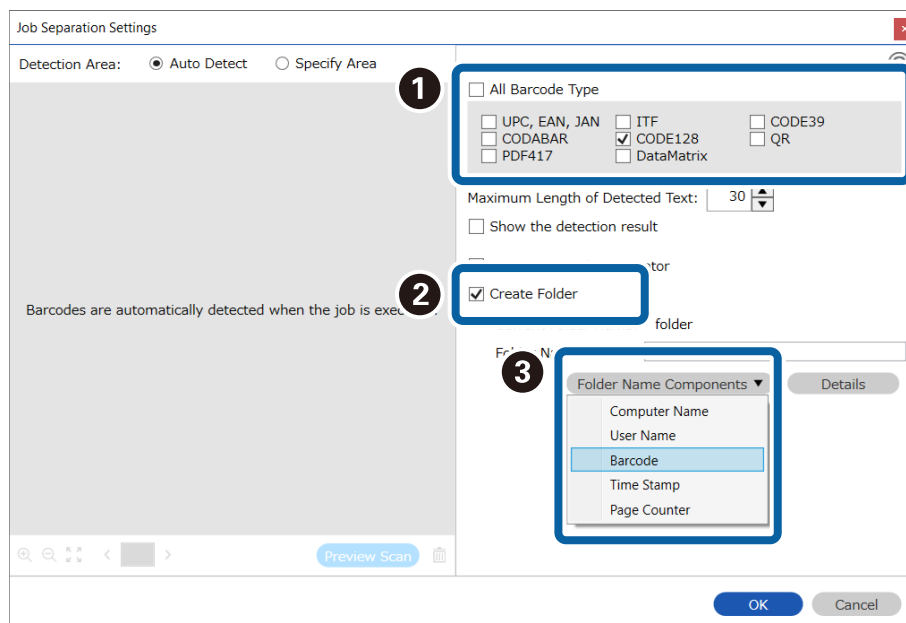 Job Separation Settings
Detection Area: Auto Detect Specify Area
1
All Barcode Type
UPC, EAN, JAN ITF CODE39
CODABAR CODE128 QR
PDF417 DataMatrix
Maximum Length of Detected Text: 30
Show the detection result
2
Create Folder
Barcodes are automatically detected when the job is
folder
3
Folder Name Components ▼ Details
Computer Name
User Name
Barcode
Time Stamp
Page Counter
Preview Scan
OK Cancel